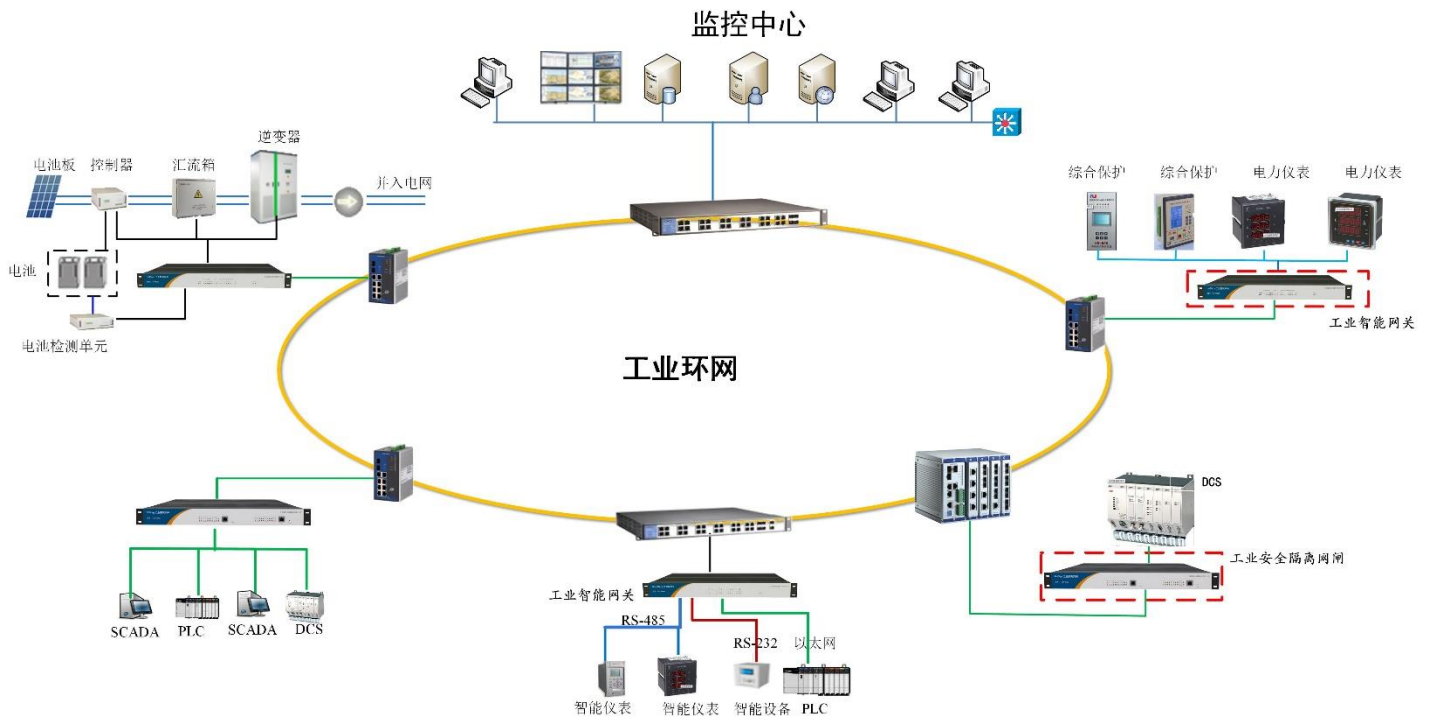 监控中心
逆变器
电池板
控制器
汇流箱
并入电网
综合保护
综合保护
电力仪表
电力仪表
电池
工业智能网关
电池检测单元
工业环网
DCS
工业安全隔离网闸
工业智能网关
RS-485
RS-232
以太网
SCADA
PLC
SCADA
DCS
智能仪表
智能仪表
智能设备
PLC